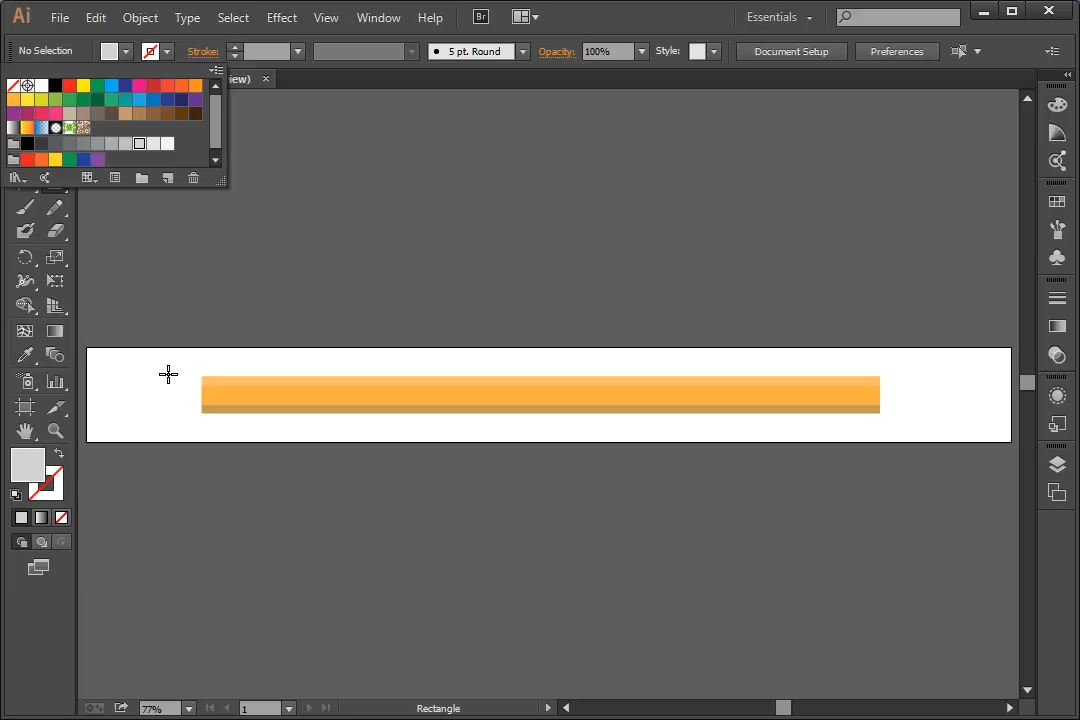 Ai File Edit Object Type Select Effect View Window Help Br Essentials
No Selection Stroke: 5 pt. Round Opacity: 100% Style: Document Setup Preferences
iew) ×
77% 1 Rectangle